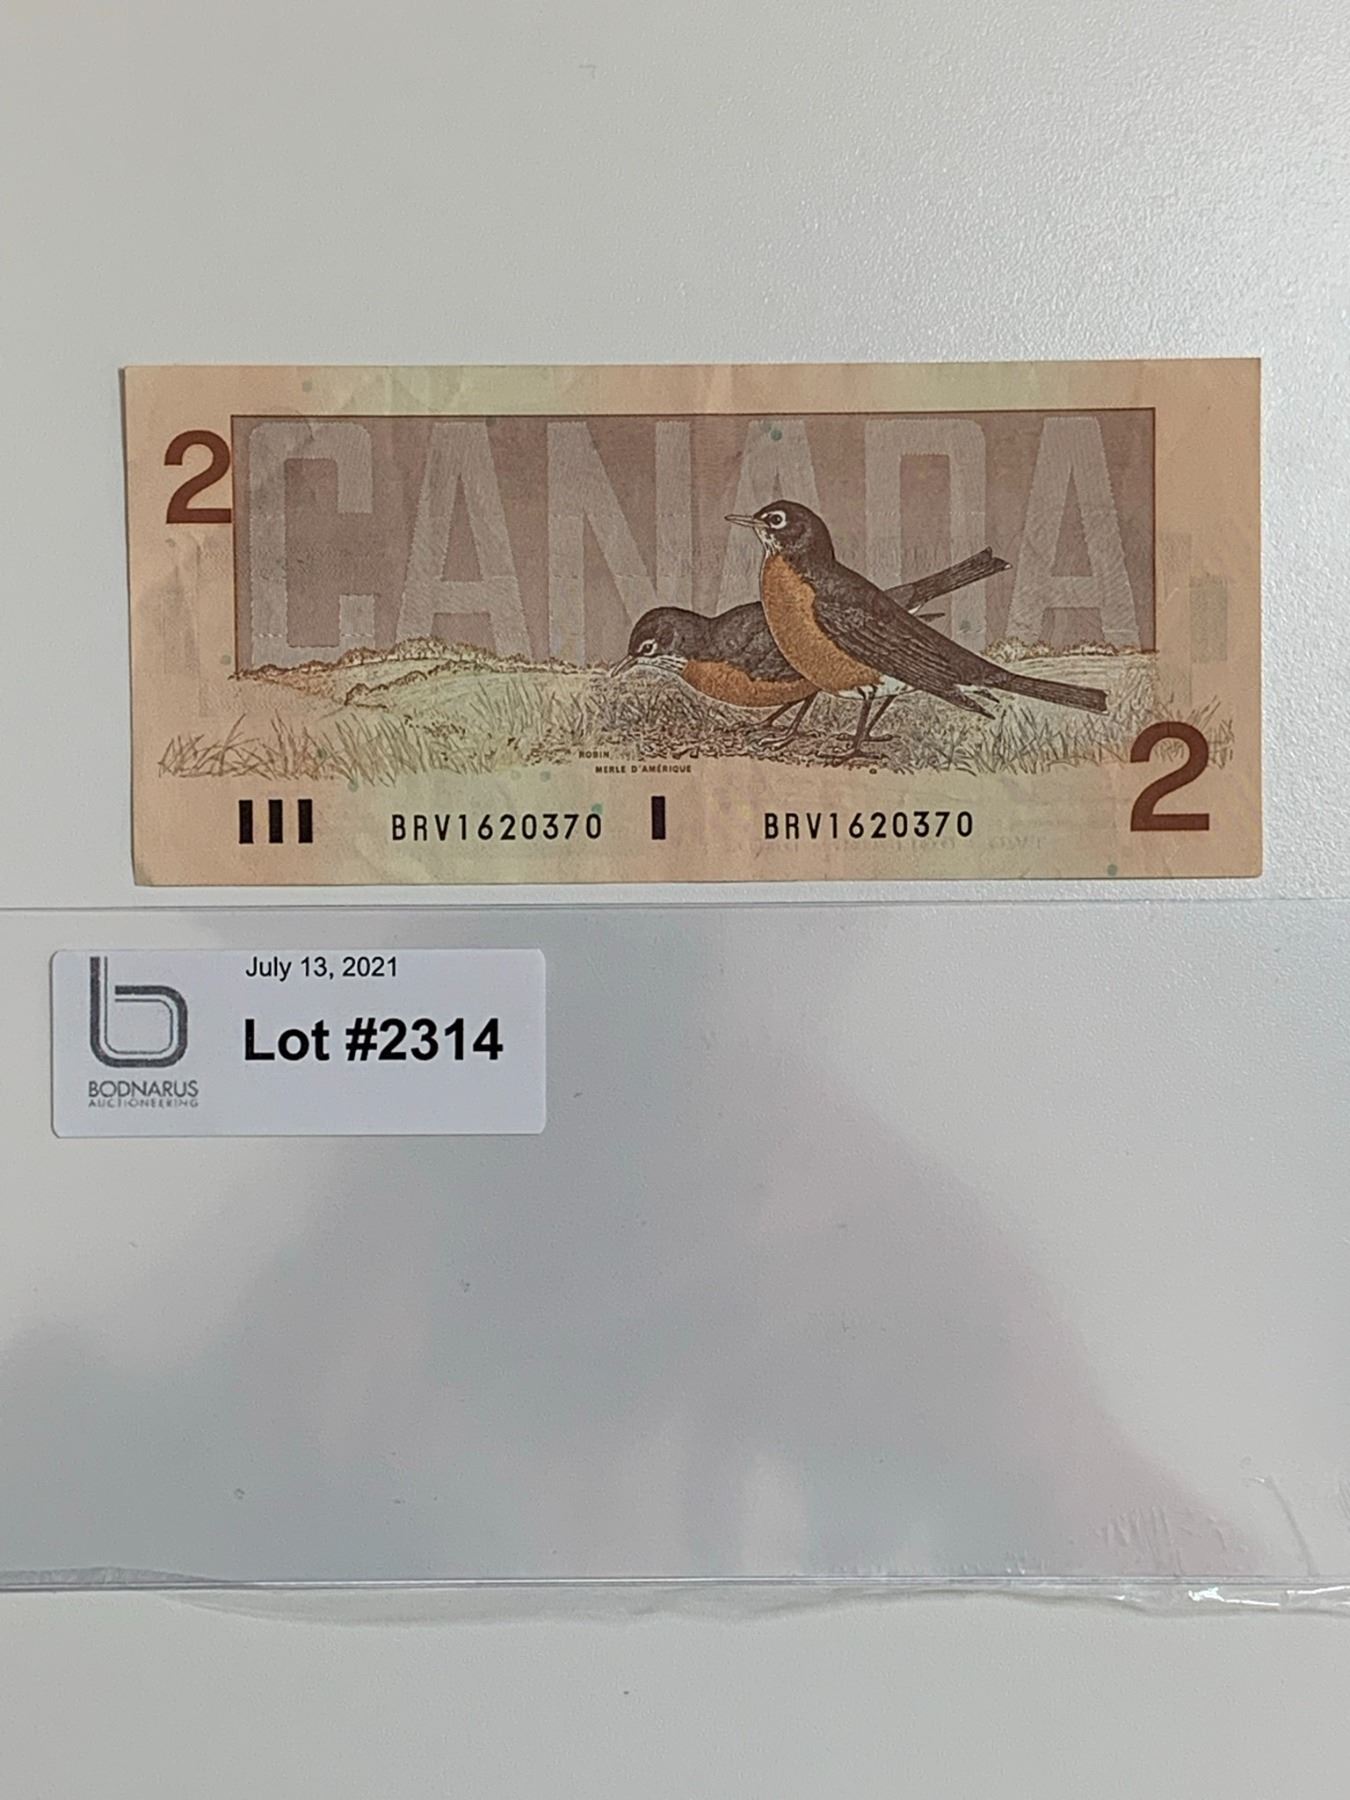 2
CANADA
ROBIN
MERLE D'AMÉRIQUE
2
BRV1620370 BRV1620370
July 13, 2021
Lot #2314
BODNARUS
AUCTIONEERING